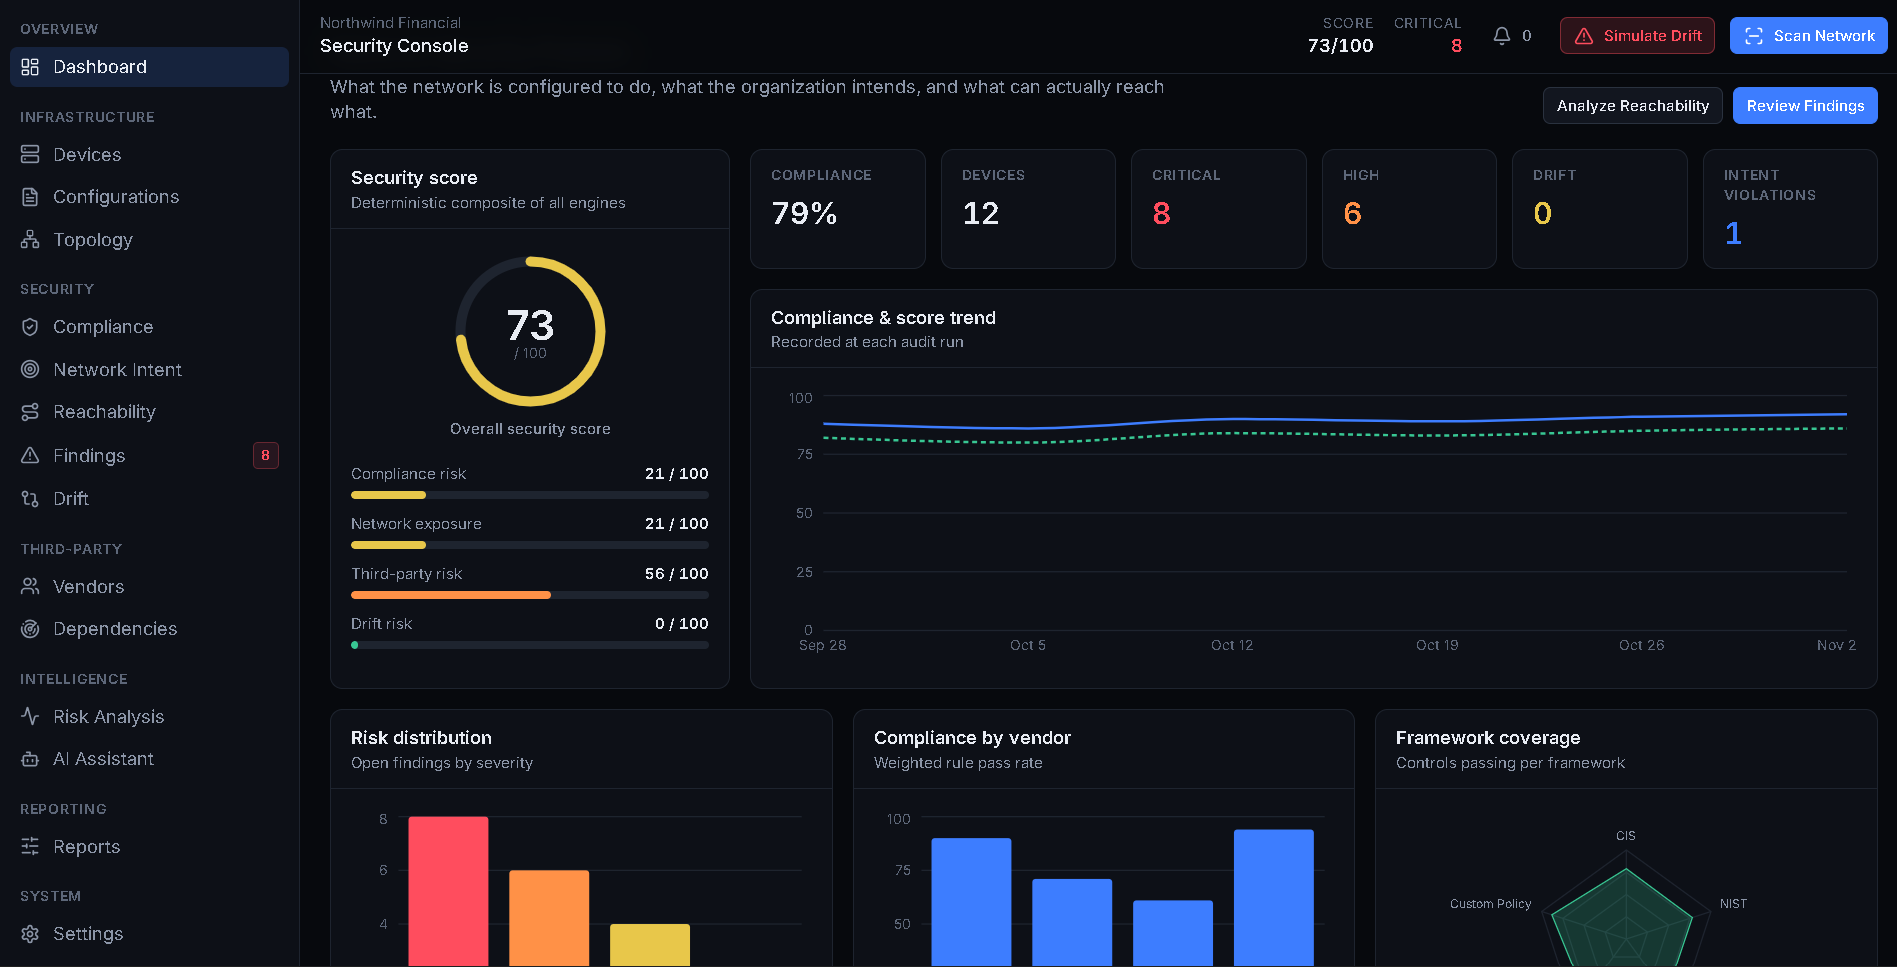 OVERVIEW
Dashboard
INFRASTRUCTURE
Devices
Configurations
Topology
SECURITY
Compliance
Network Intent
Reachability
Findings
8
Drift
THIRD-PARTY
Vendors
Dependencies
INTELLIGENCE
Risk Analysis
AI Assistant
REPORTING
Reports
SYSTEM
Settings
Northwind Financial
Security Console
SCORE
73/100
CRITICAL
8
0
Simulate Drift
Scan Network
What the network is configured to do, what the organization intends, and what can actually reach
what.
Analyze Reachability
Review Findings
Security score
Deterministic composite of all engines
73
/ 100
Overall security score
Compliance risk
21 / 100
Network exposure
21 / 100
Third-party risk
56 / 100
Drift risk
0 / 100
COMPLIANCE
79%
DEVICES
12
CRITICAL
8
HIGH
6
DRIFT
0
INTENT
VIOLATIONS
1
Compliance & score trend
Recorded at each audit run
100
75
50
25
0
Sep 28
Oct 5
Oct 12
Oct 19
Oct 26
Nov 2
Risk distribution
Open findings by severity
8
6
4
Compliance by vendor
Weighted rule pass rate
100
75
50
Framework coverage
Controls passing per framework
CIS
Custom Policy
NIST